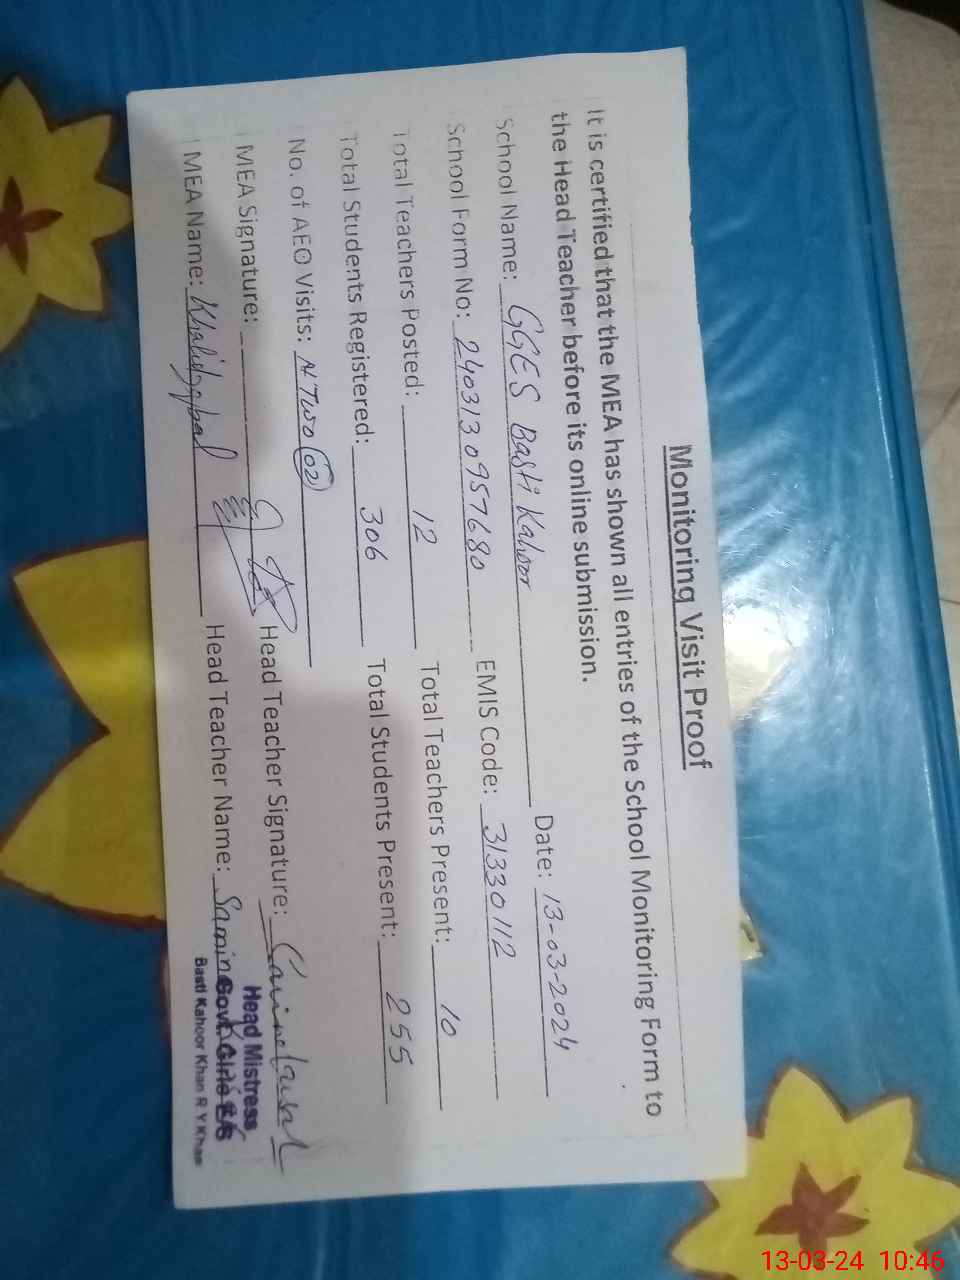 Monitoring Visit Proof
It is certified that the MEA has shown all entries of the School Monitoring Form to
the Head Teacher before its online submission.
School Name: GGES Basti Kahoor Date: 13-03-2024
School Form No: 2403130957680 EMIS Code: 31330112
Total Teachers Posted: 12 Total Teachers Present: 10
Total Students Registered: 306 Total Students Present: 255
No. of AEO Visits: Two 02
MEA Signature: Head Teacher Signature:
MEA Name: Khalid Iqbal Head Teacher Name:
Head Mistress
Govt. Girls E/S
Basti Kahoor Khan R.Y.Khan
13-03-24 10:46